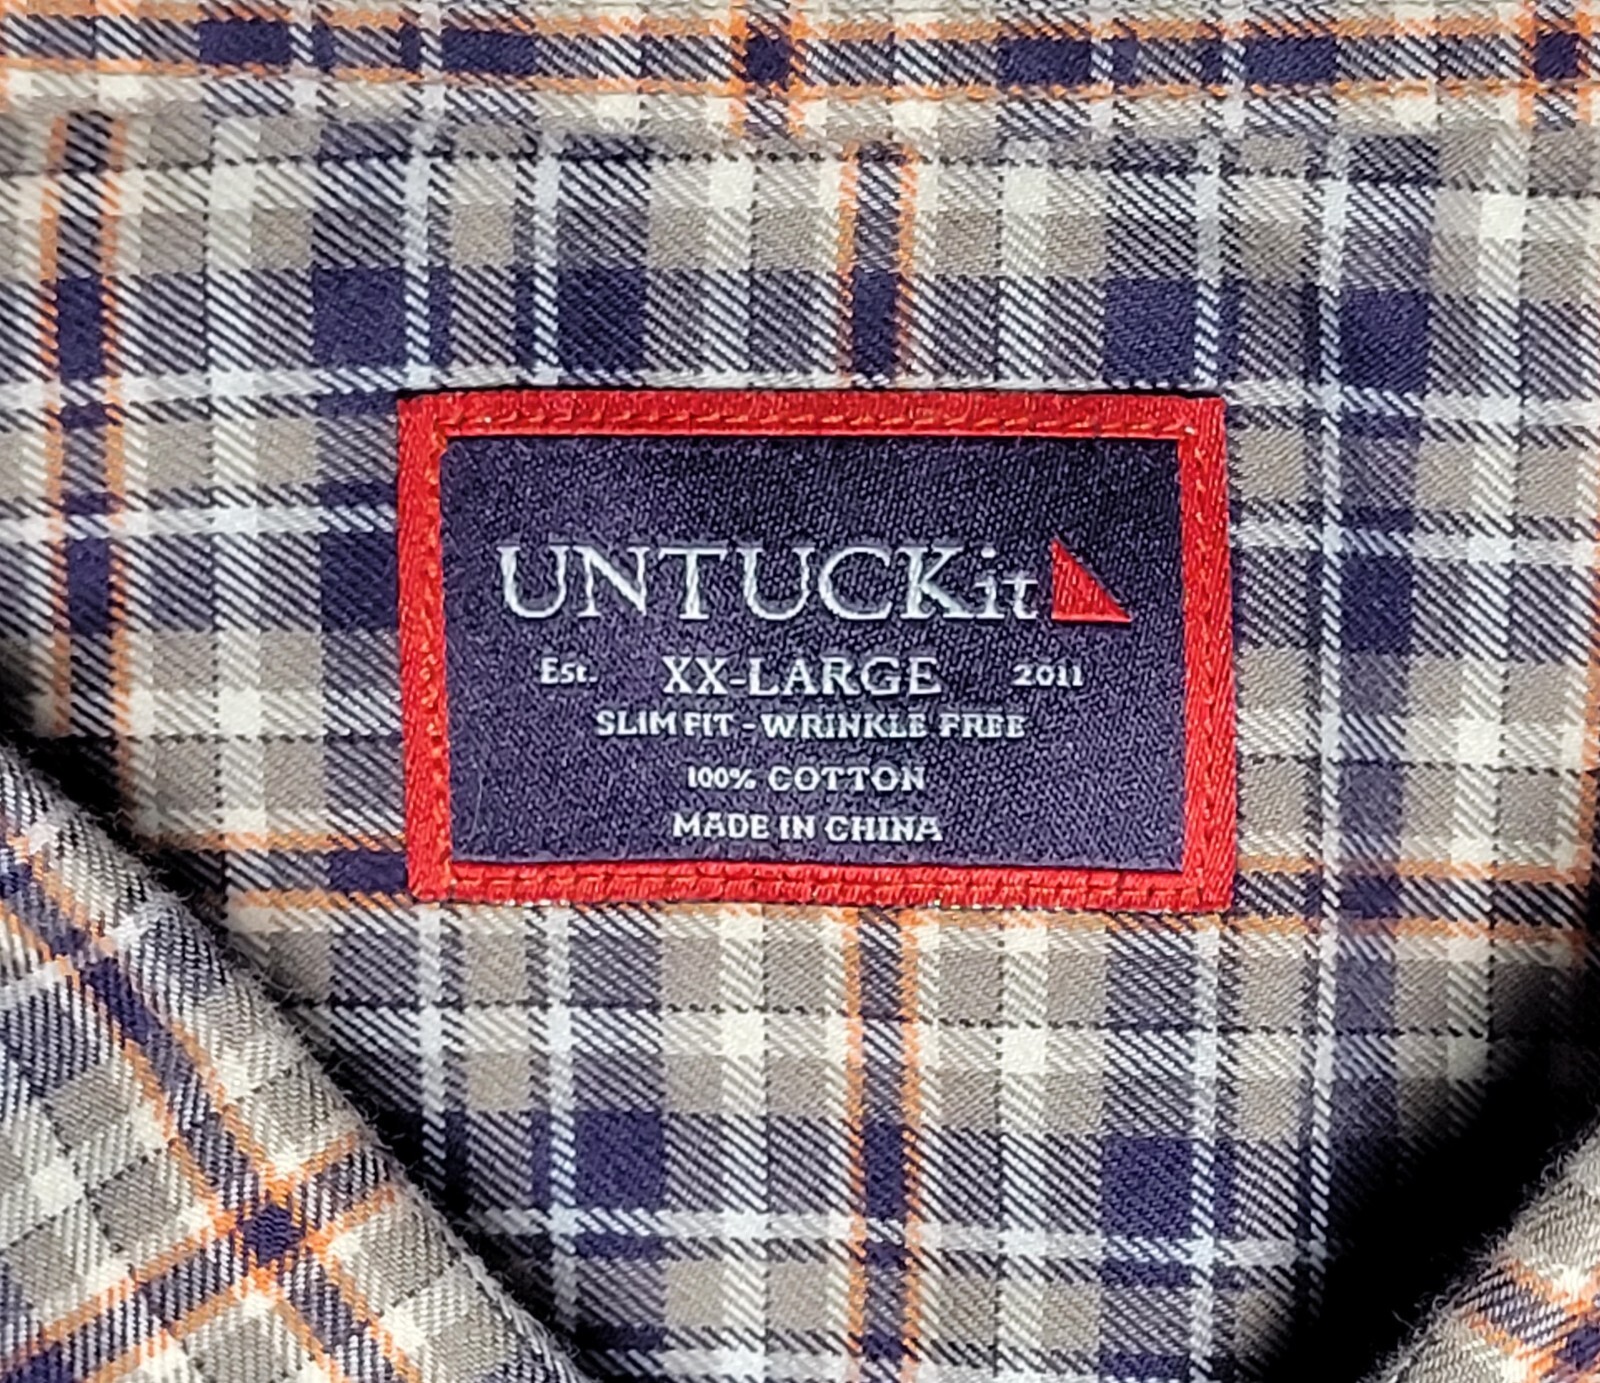 UNTUCKit
Est. XX-LARGE 2011
SLIM FIT - WRINKLE FREE
100% COTTON
MADE IN CHINA